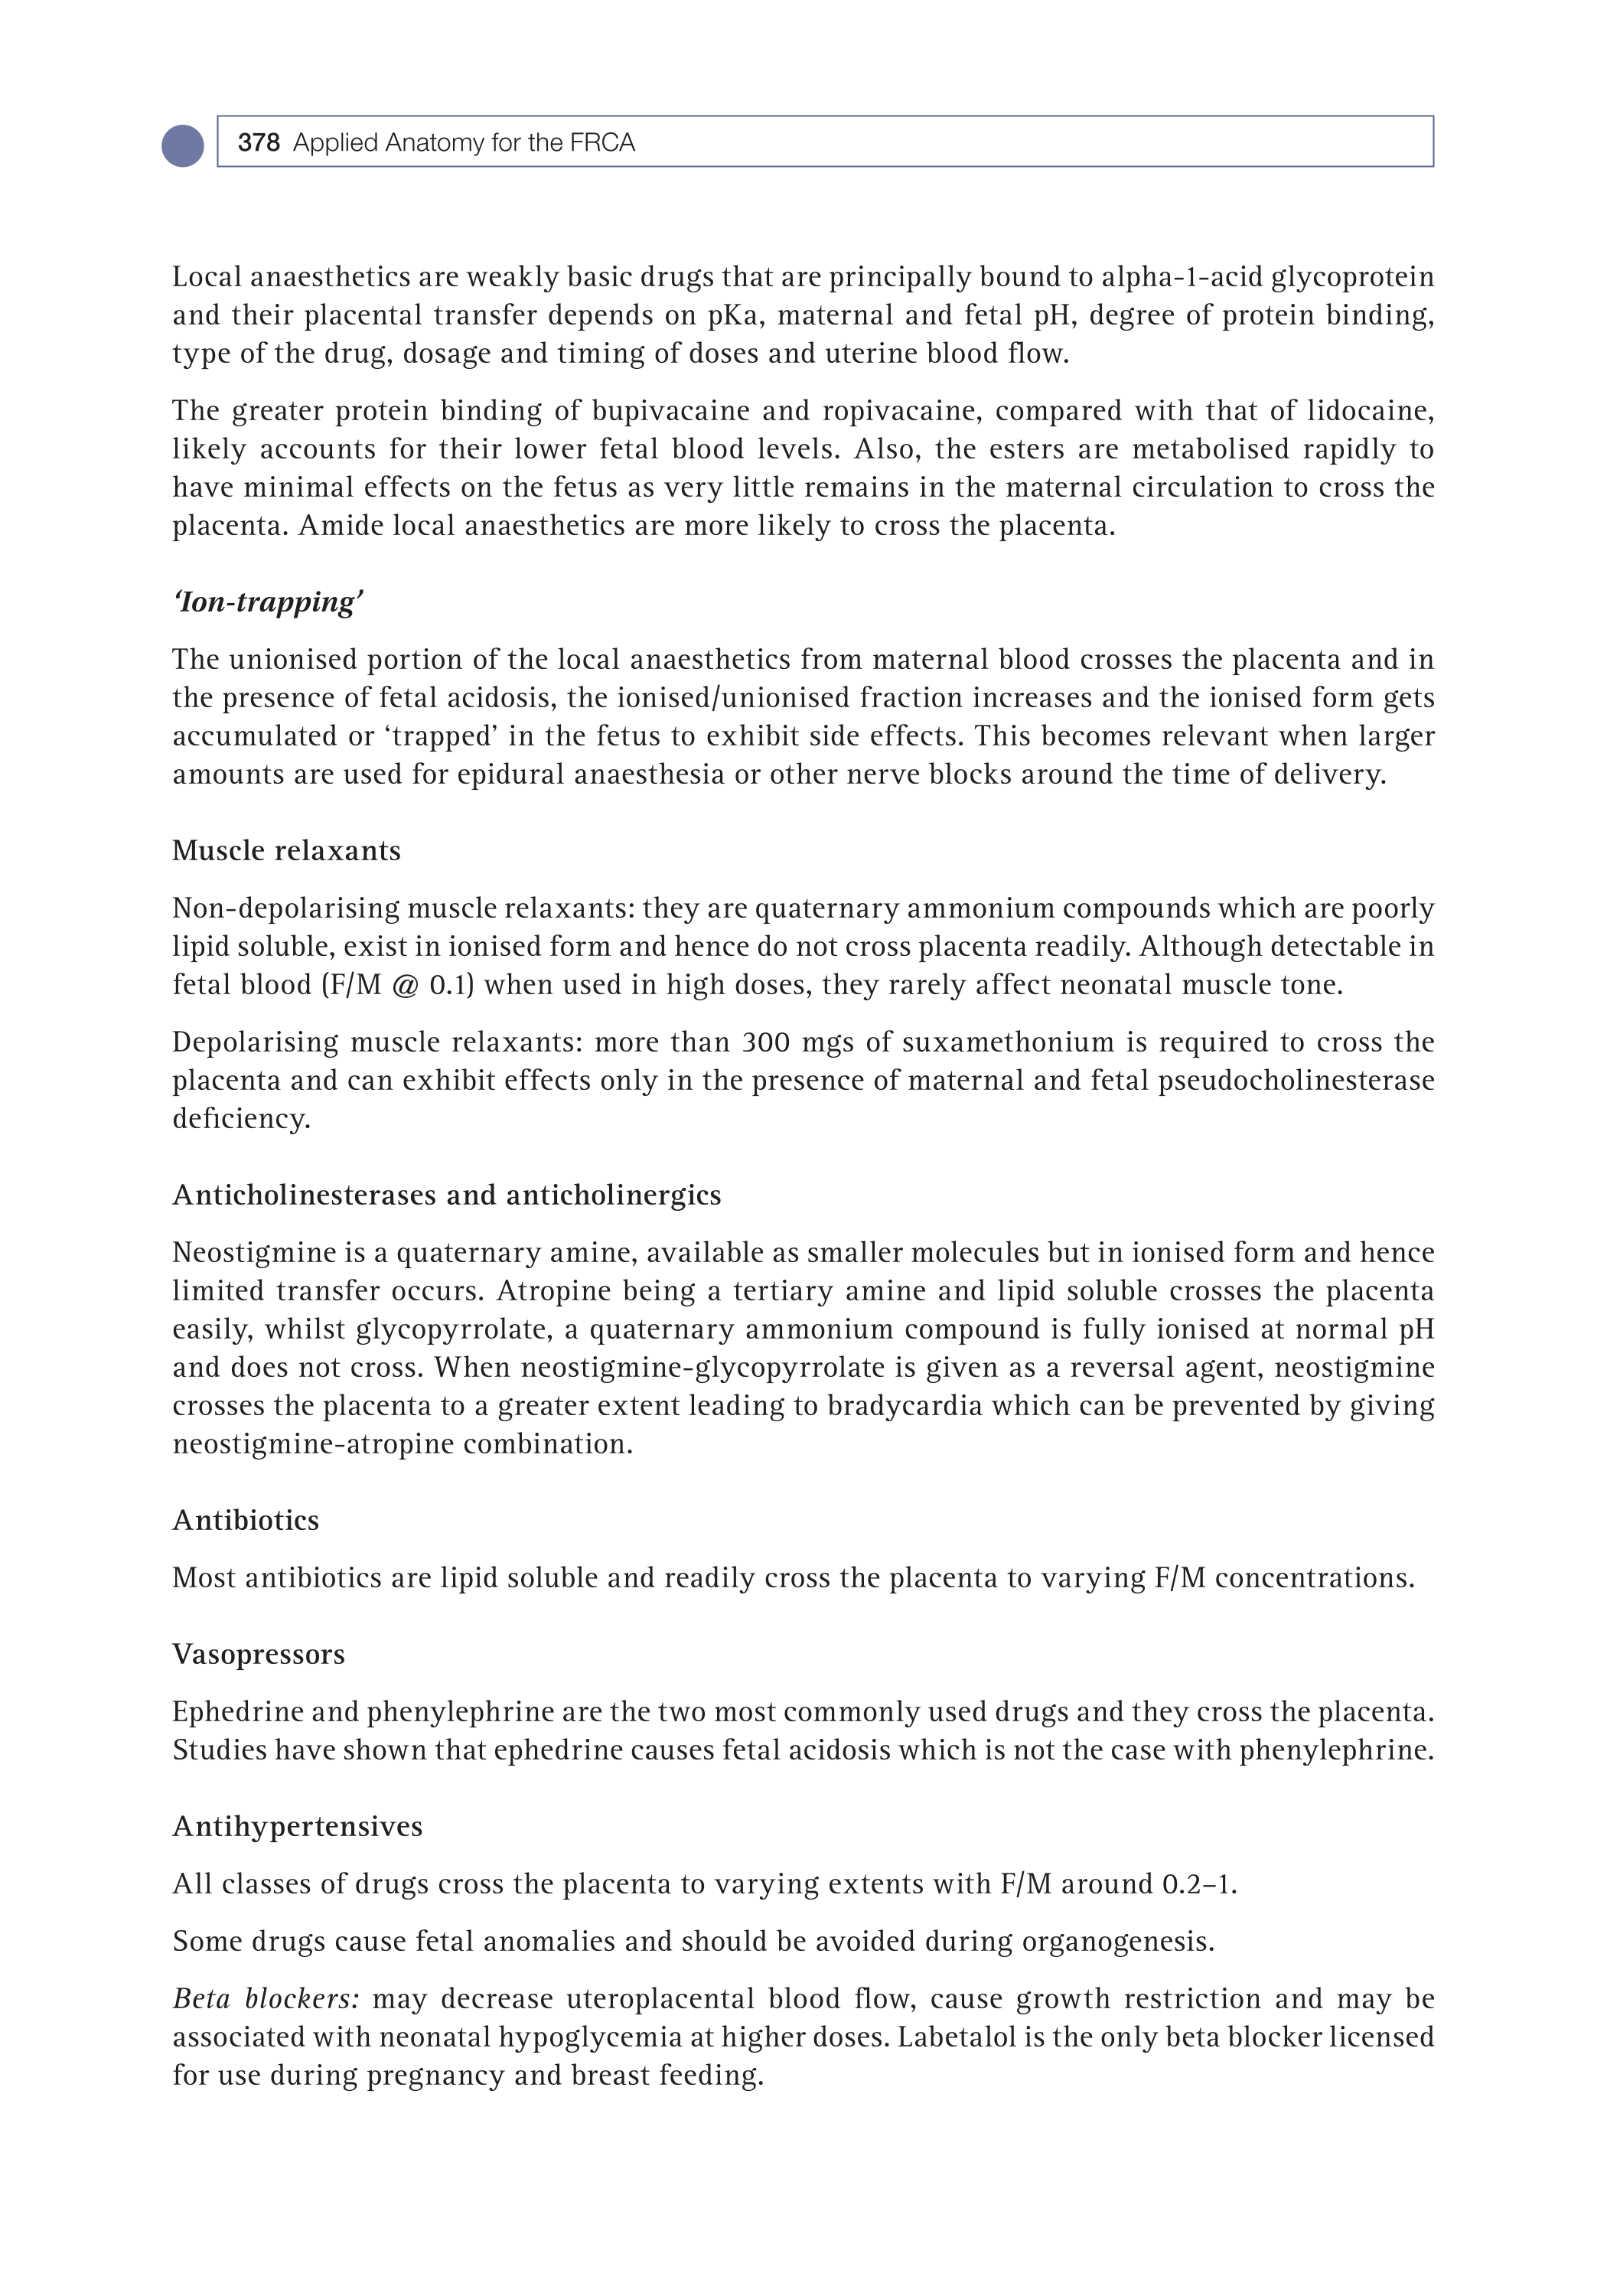 378 Applied Anatomy for the FRCA
Local anaesthetics are weakly basic drugs that are principally bound to alpha-1-acid glycoprotein
and their placental transfer depends on pKa, maternal and fetal pH, degree of protein binding,
type of the drug, dosage and timing of doses and uterine blood flow.
The greater protein binding of bupivacaine and ropivacaine, compared with that of lidocaine,
likely accounts for their lower fetal blood levels. Also, the esters are metabolised rapidly to
have minimal effects on the fetus as very little remains in the maternal circulation to cross the
placenta. Amide local anaesthetics are more likely to cross the placenta.
‘Ion-trapping’
The unionised portion of the local anaesthetics from maternal blood crosses the placenta and in
the presence of fetal acidosis, the ionised/unionised fraction increases and the ionised form gets
accumulated or ‘trapped’ in the fetus to exhibit side effects. This becomes relevant when larger
amounts are used for epidural anaesthesia or other nerve blocks around the time of delivery.
Muscle relaxants
Non-depolarising muscle relaxants: they are quaternary ammonium compounds which are poorly
lipid soluble, exist in ionised form and hence do not cross placenta readily. Although detectable in
fetal blood (F/M @ 0.1) when used in high doses, they rarely affect neonatal muscle tone.
Depolarising muscle relaxants: more than 300 mgs of suxamethonium is required to cross the
placenta and can exhibit effects only in the presence of maternal and fetal pseudocholinesterase
deficiency.
Anticholinesterases and anticholinergics
Neostigmine is a quaternary amine, available as smaller molecules but in ionised form and hence
limited transfer occurs. Atropine being a tertiary amine and lipid soluble crosses the placenta
easily, whilst glycopyrrolate, a quaternary ammonium compound is fully ionised at normal pH
and does not cross. When neostigmine-glycopyrrolate is given as a reversal agent, neostigmine
crosses the placenta to a greater extent leading to bradycardia which can be prevented by giving
neostigmine-atropine combination.
Antibiotics
Most antibiotics are lipid soluble and readily cross the placenta to varying F/M concentrations.
Vasopressors
Ephedrine and phenylephrine are the two most commonly used drugs and they cross the placenta.
Studies have shown that ephedrine causes fetal acidosis which is not the case with phenylephrine.
Antihypertensives
All classes of drugs cross the placenta to varying extents with F/M around 0.2–1.
Some drugs cause fetal anomalies and should be avoided during organogenesis.
Beta blockers: may decrease uteroplacental blood flow, cause growth restriction and may be
associated with neonatal hypoglycemia at higher doses. Labetalol is the only beta blocker licensed
for use during pregnancy and breast feeding.